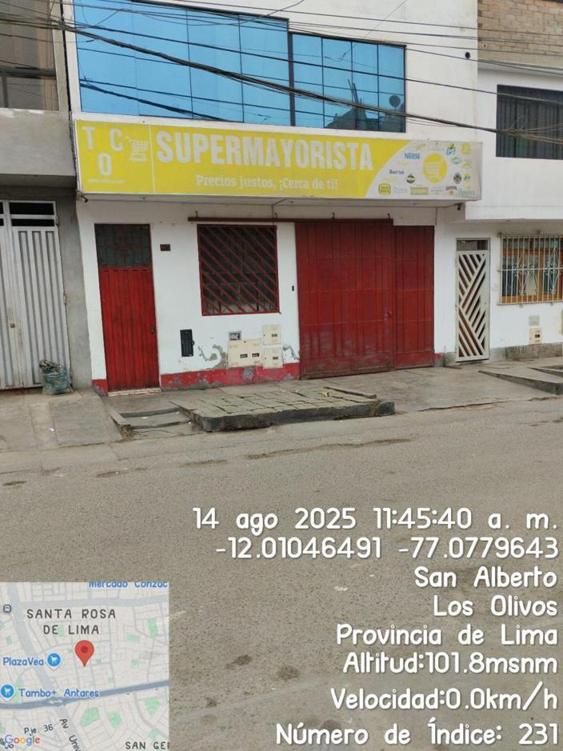 T C
O
SUPERMAYORISTA
Precios justos, ¡Cerca de ti!
14 ago 2025 11:45:40 a. m.
-12.01046491 -77.0779643
San Alberto
Los Olivos
Provincia de Lima
Altitud:101.8msnm
Velocidad:0.0km/h
Número de Índice: 231
SANTA ROSA
DE LIMA
PlazaVea
Tambo+ Antares
Pje. 36
Google